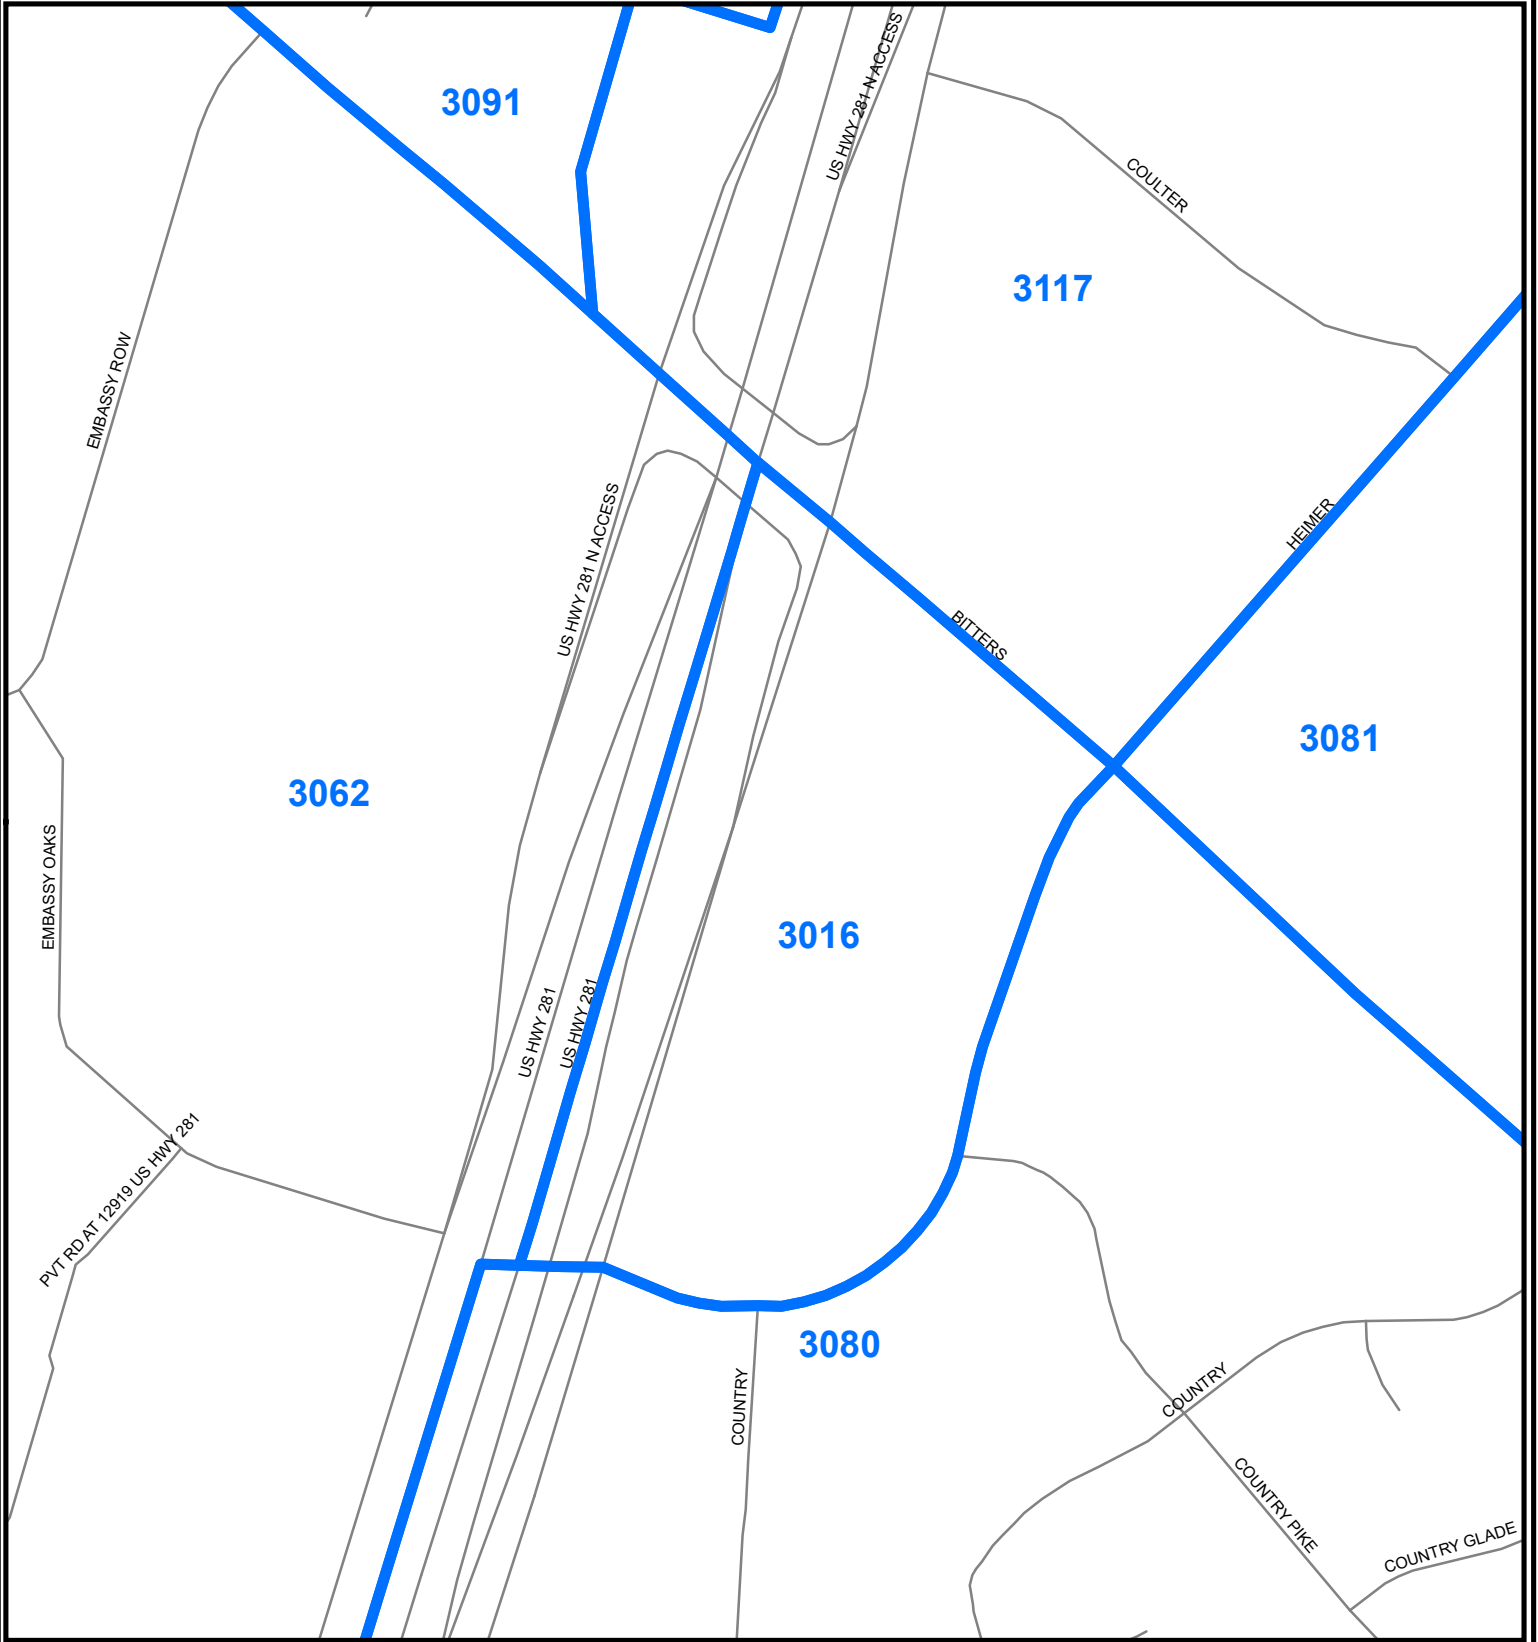 3091
US HWY 281 N ACCESS
COULTER
3117
EMBASSY ROW
US HWY 281 N ACCESS
HEIMER
BITTERS
3081
3062
EMBASSY OAKS
3016
US HWY 281
US HWY 281
PVT RD AT 12919 US HWY 281
3080
COUNTRY
COUNTRY
COUNTRY PIKE
COUNTRY GLADE